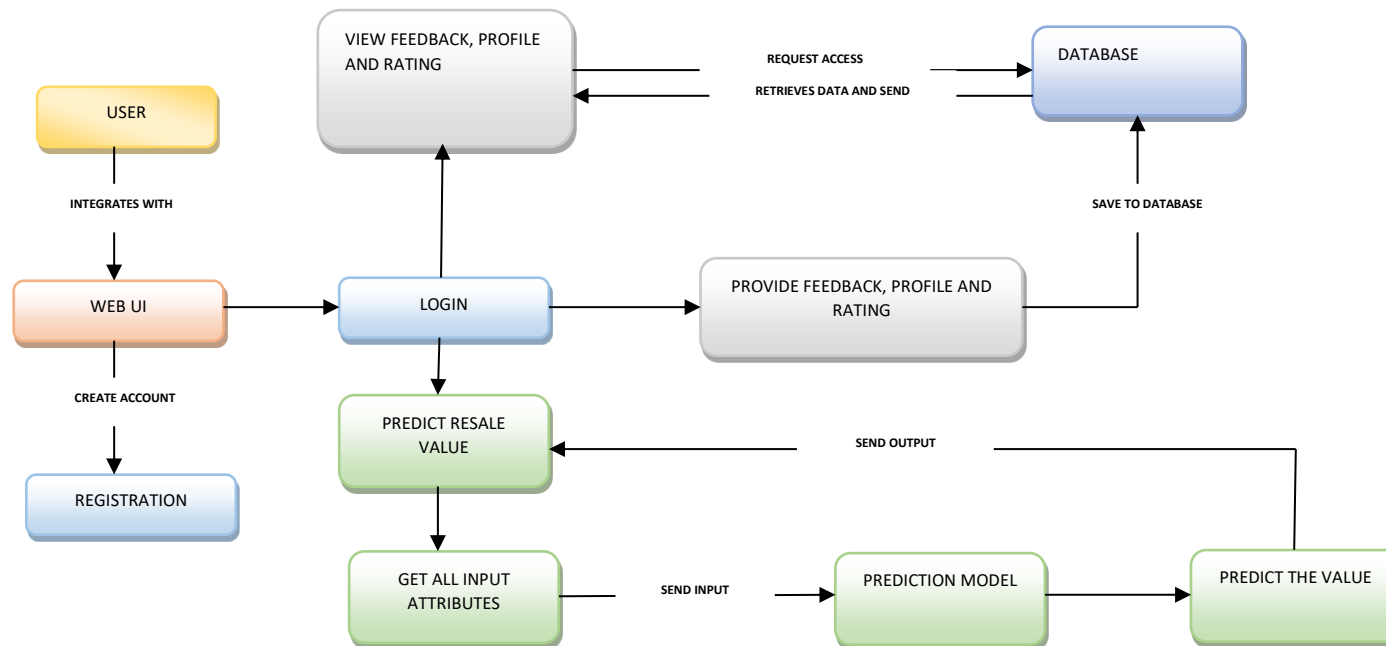 VIEW FEEDBACK, PROFILE
AND RATING
REQUEST ACCESS
RETRIEVES DATA AND SEND
DATABASE
USER
INTEGRATES WITH
SAVE TO DATABASE
WEB UI
LOGIN
PROVIDE FEEDBACK, PROFILE AND
RATING
CREATE ACCOUNT
PREDICT RESALE
VALUE
SEND OUTPUT
REGISTRATION
GET ALL INPUT
ATTRIBUTES
SEND INPUT
PREDICTION MODEL
PREDICT THE VALUE